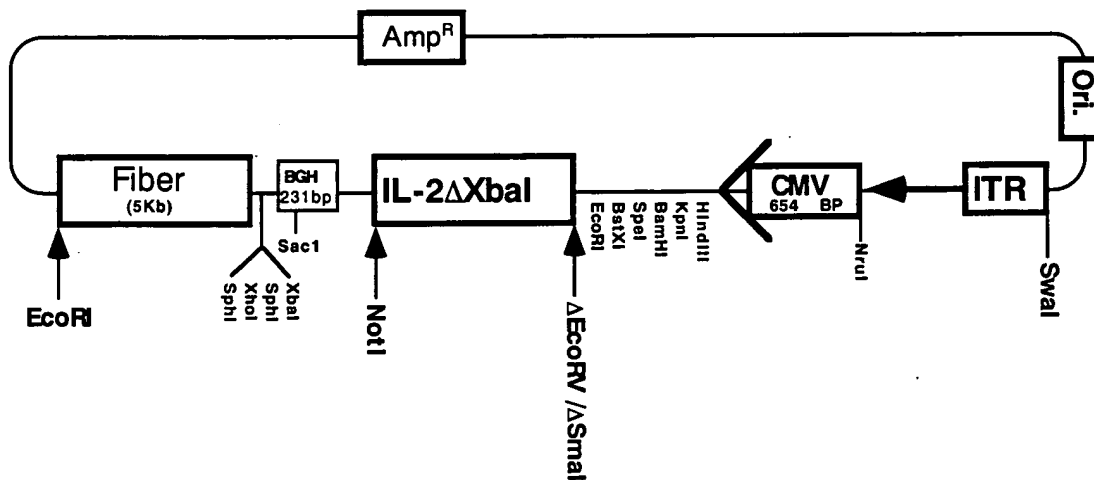 Amp^R
Ori.
Fiber
(5Kb)
BGH
231bp
IL-2ΔXbaI
CMV
654 BP
ITR
Sac1
SphI
XhoI
SphI
XbaI
EcoRI
NotI
ΔEcoRV /ΔSmaI
EcoRI
BstXI
SpeI
BamHI
KpnI
HIndIII
NruI
SwaI